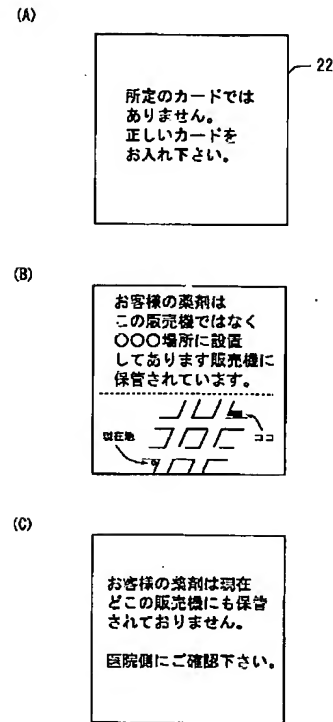 (A)
22
所定のカードでは
ありません。
正しいカードを
お入れ下さい。
(B)
お客様の薬剤は
この販売機ではなく
〇〇〇場所に設置
してあります販売機に
保管されています。
現在地
ココ
(C)
お客様の薬剤は現在
どこの販売機にも保管
されておりません。
医院側にご確認下さい。